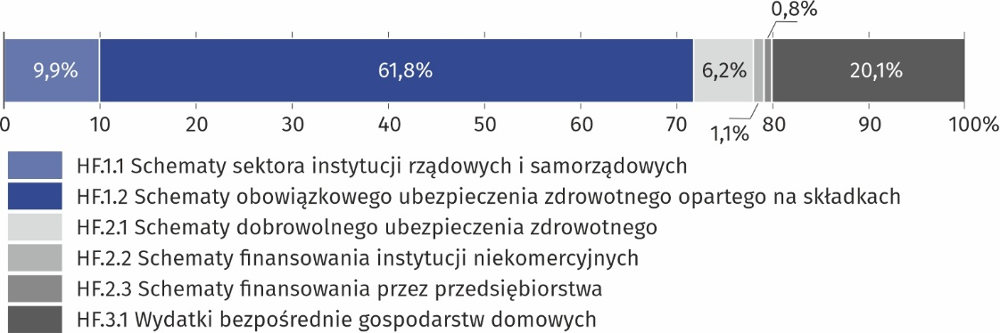 0,8%
9,9%
61,8%
6,2%
20,1%
0 10 20 30 40 50 60 70 80 90 100%
1,1%
HF.1.1 Schematy sektora instytucji rządowych i samorządowych
HF.1.2 Schematy obowiązkowego ubezpieczenia zdrowotnego opartego na składkach
HF.2.1 Schematy dobrowolnego ubezpieczenia zdrowotnego
HF.2.2 Schematy finansowania instytucji niekomercyjnych
HF.2.3 Schematy finansowania przez przedsiębiorstwa
HF.3.1 Wydatki bezpośrednie gospodarstw domowych